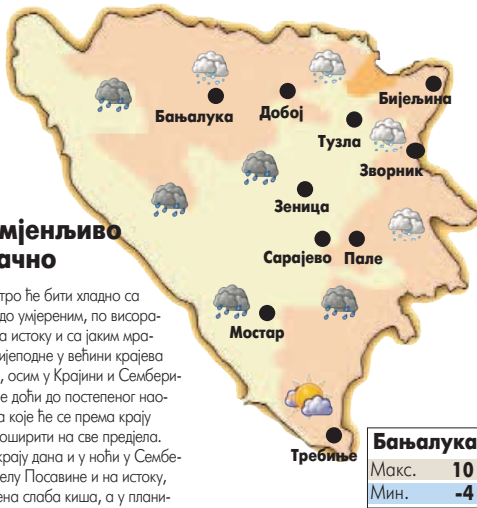 Бањалука
Добој
Бијељина
Тузла
Зворник
Зеница
Сарајево
Пале
Мостар
Требиње
мјенљиво
ачно
тро ће бити хладно са
до умјереним, по висора-
а истоку и са јаким мра-
ијеподне у већини крајева
, осим у Крајини и Сембери-
е доћи до постепеног нао-
а које ће се према крају
оширити на све предјела.
крају дана и у ноћи у Сембе-
елу Посавине и на истоку,
ена слаба киша, а у плани-
Бањалука
Макс. 10
Мин. -4